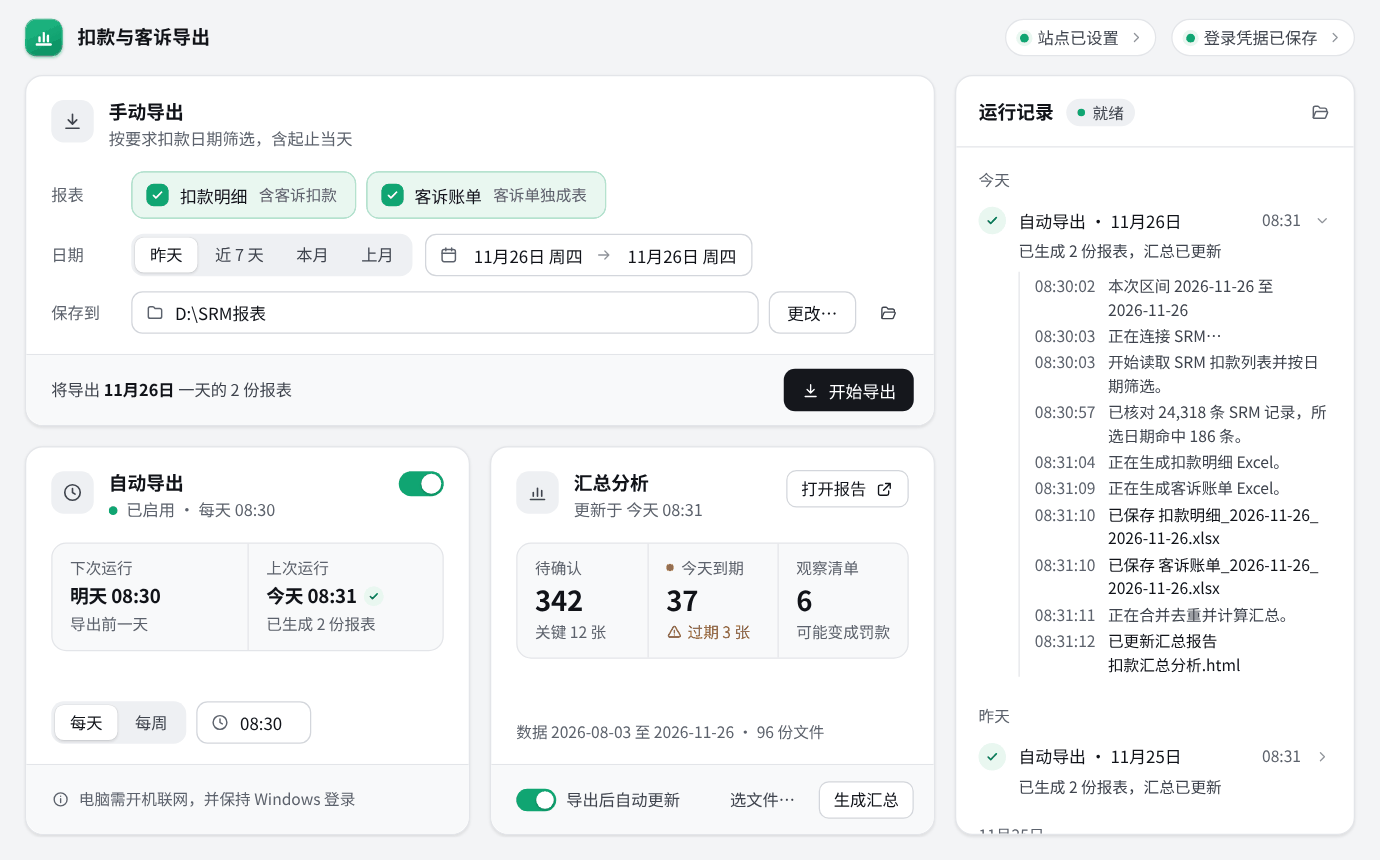 扣款与客诉导出
站点已设置
登录凭据已保存
手动导出
按要求扣款日期筛选，含起止当天
报表
扣款明细 含客诉扣款
客诉账单 客诉单独成表
日期
昨天 近 7 天 本月 上月
11月26日 周四 → 11月26日 周四
保存到
D:\SRM报表
更改…
将导出 11月26日 一天的 2 份报表
开始导出
自动导出
已启用 · 每天 08:30
下次运行
明天 08:30
导出前一天
上次运行
今天 08:31
已生成 2 份报表
每天 每周
08:30
电脑需开机联网，并保持 Windows 登录
汇总分析
更新于 今天 08:31
打开报告
待确认
342
关键 12 张
今天到期
37
过期 3 张
观察清单
6
可能变成罚款
数据 2026-08-03 至 2026-11-26 · 96 份文件
导出后自动更新
选文件…
生成汇总
运行记录
就绪
今天
自动导出 · 11月26日 08:31
已生成 2 份报表，汇总已更新
08:30:02 本次区间 2026-11-26 至
2026-11-26
08:30:03 正在连接 SRM…
08:30:03 开始读取 SRM 扣款列表并按日
期筛选。
08:30:57 已核对 24,318 条 SRM 记录，所
选日期命中 186 条。
08:31:04 正在生成扣款明细 Excel。
08:31:09 正在生成客诉账单 Excel。
08:31:10 已保存 扣款明细_2026-11-26_
2026-11-26.xlsx
08:31:10 已保存 客诉账单_2026-11-26_
2026-11-26.xlsx
08:31:11 正在合并去重并计算汇总。
08:31:12 已更新汇总报告
扣款汇总分析.html
昨天
自动导出 · 11月25日 08:31
已生成 2 份报表，汇总已更新
11月25日